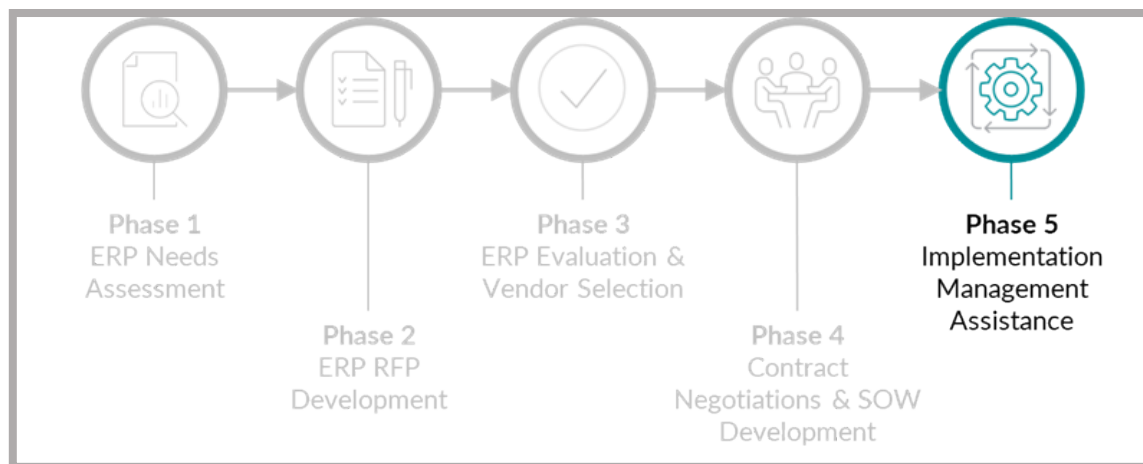 Phase 1
ERP Needs
Assessment
Phase 2
ERP RFP
Development
Phase 3
ERP Evaluation &
Vendor Selection
Phase 4
Contract
Negotiations & SOW
Development
Phase 5
Implementation
Management
Assistance